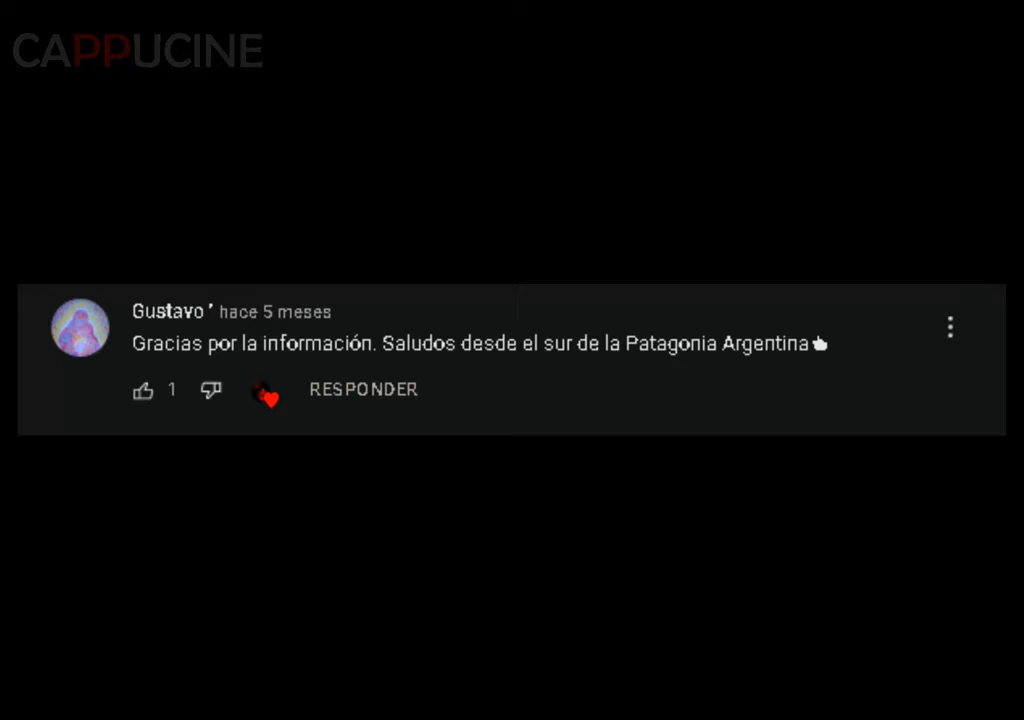 CAPPUCINE
Gustavo ' hace 5 meses
Gracias por la información. Saludos desde el sur de la Patagonia Argentina
1 RESPONDER